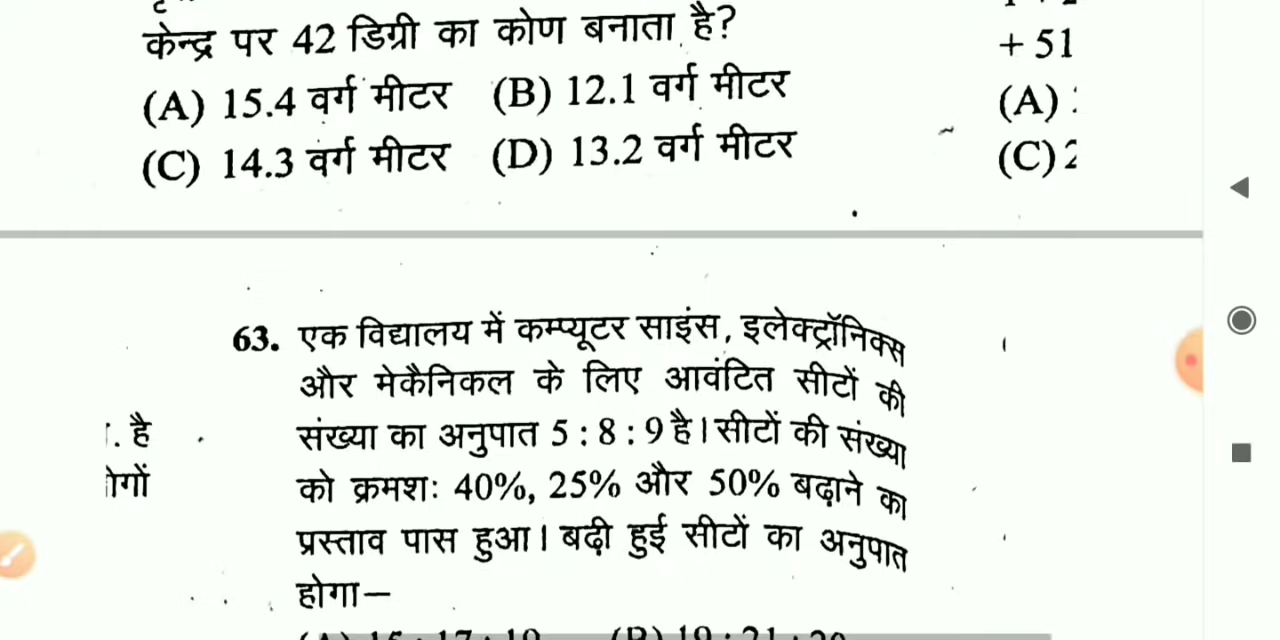 केन्द्र पर 42 डिग्री का कोण बनाता है?
(A) 15.4 वर्ग मीटर (B) 12.1 वर्ग मीटर
(C) 14.3 वर्ग मीटर (D) 13.2 वर्ग मीटर
+ 51
(A)
(C) 2
है
63. एक विद्यालय में कम्प्यूटर साइंस, इलेक्ट्रॉनिक्स
और मेकैनिकल के लिए आवंटित सीटों की
संख्या का अनुपात 5 : 8 : 9 है। सीटों की संख्या
को क्रमशः 40%, 25% और 50% बढ़ाने का
प्रस्ताव पास हुआ। बढ़ी हुई सीटों का अनुपात
होगा—